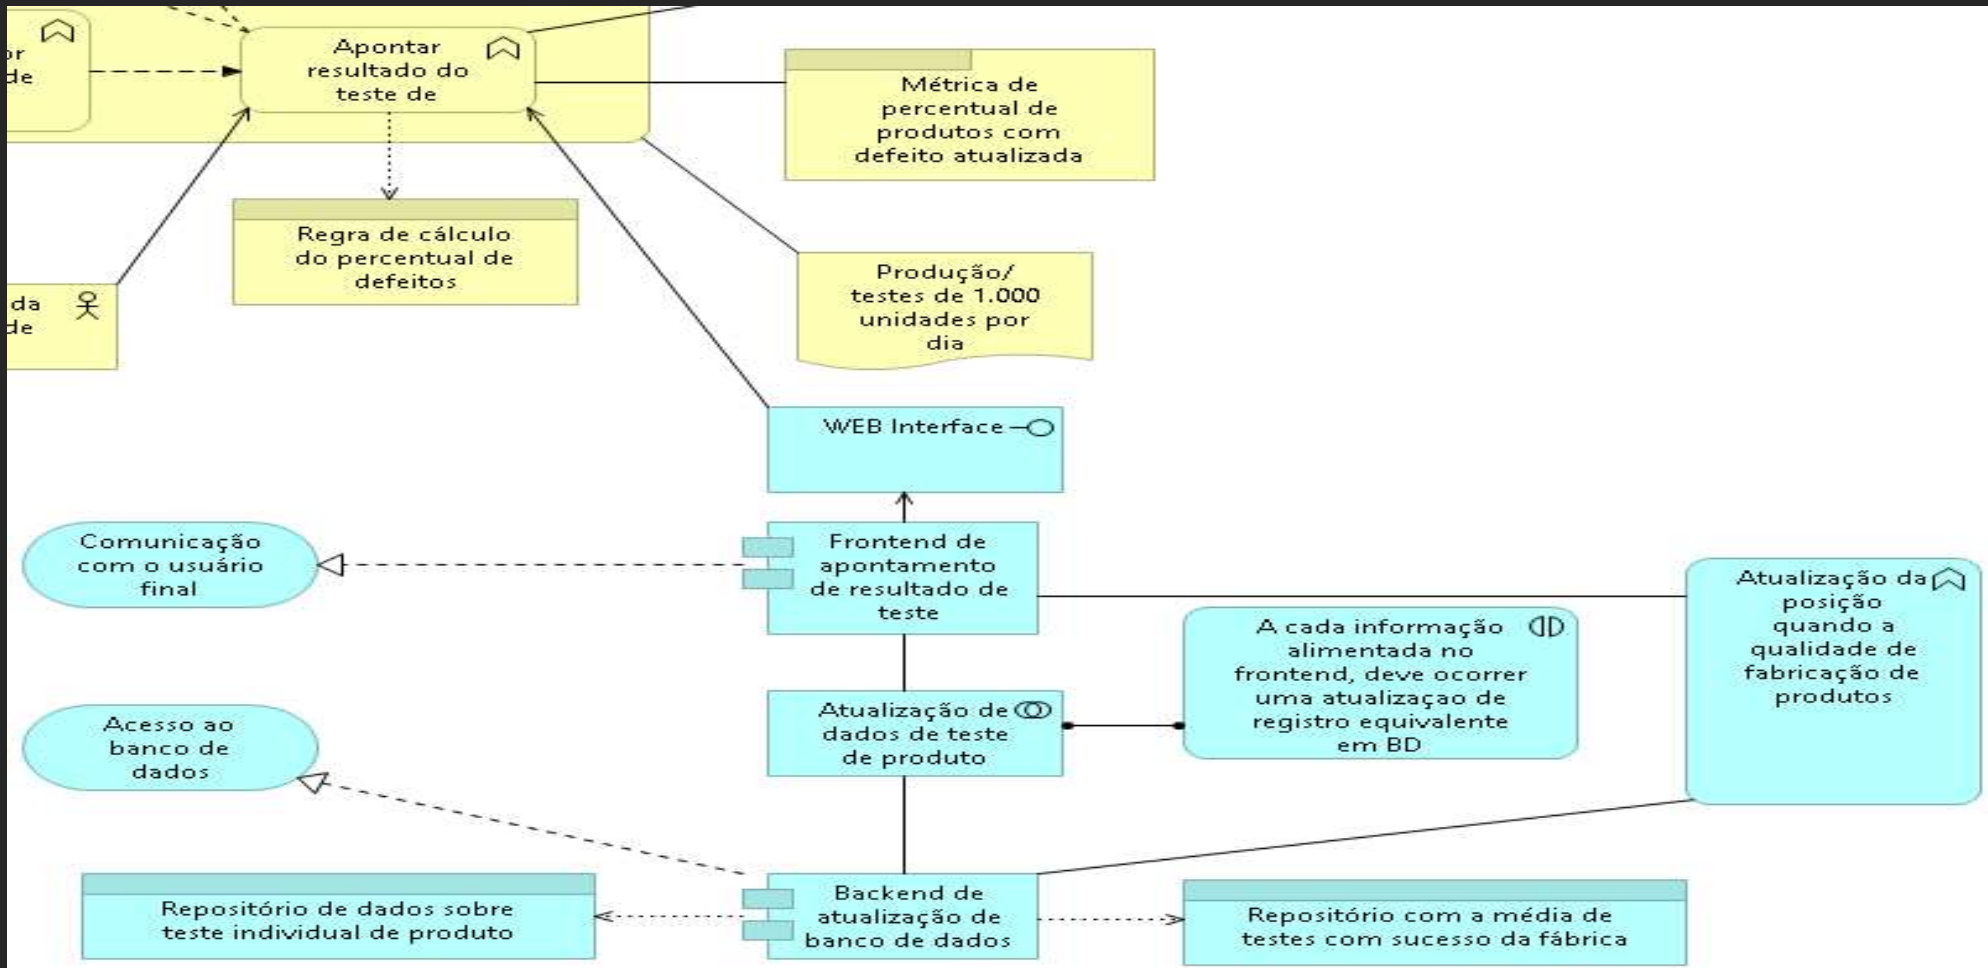 Apontar
resultado do
teste de
or
de
Métrica de
percentual de
produtos com
defeito atualizada
Regra de cálculo
do percentual de
defeitos
da
de
Produção/
testes de 1.000
unidades por
dia
WEB Interface
Comunicação
com o usuário
final
Frontend de
apontamento
de resultado de
teste
Atualização da
posição
quando a
qualidade de
fabricação de
produtos
A cada informação
alimentada no
frontend, deve ocorrer
uma atualizaçao de
registro equivalente
em BD
Atualização de
dados de teste
de produto
Acesso ao
banco de
dados
Backend de
atualização de
banco de dados
Repositório de dados sobre
teste individual de produto
Repositório com a média de
testes com sucesso da fábrica